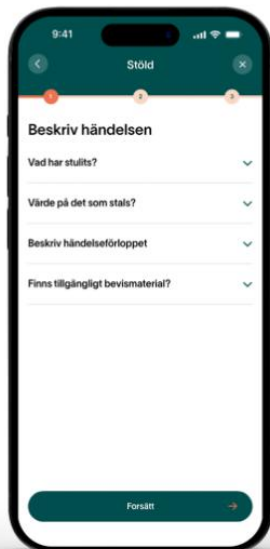 9:41
Stöld
1 2 3
Beskriv händelsen
Vad har stulits?
Värde på det som stals?
Beskriv händelseförloppet
Finns tillgängligt bevismaterial?
Forsätt